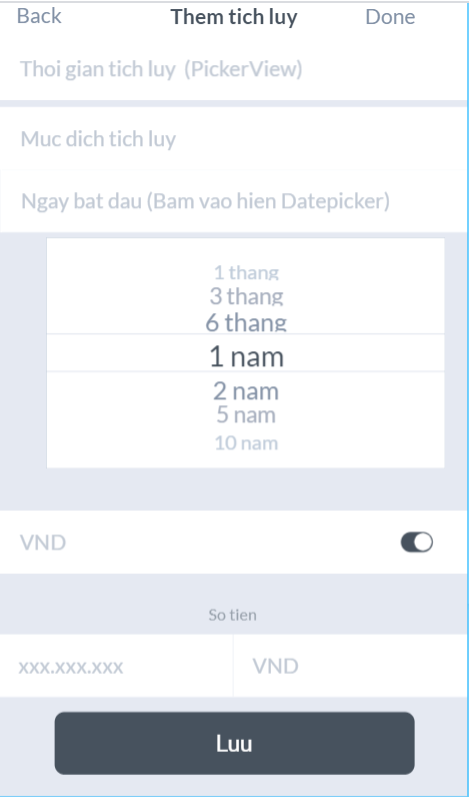 Back Them tich luy Done
Thoi gian tich luy (PickerView)
Muc dich tich luy
Ngay bat dau (Bam vao hien Datepicker)
1 thang
3 thang
6 thang
1 nam
2 nam
5 nam
10 nam
VND
So tien
xxx.xxx.xxx VND
Luu